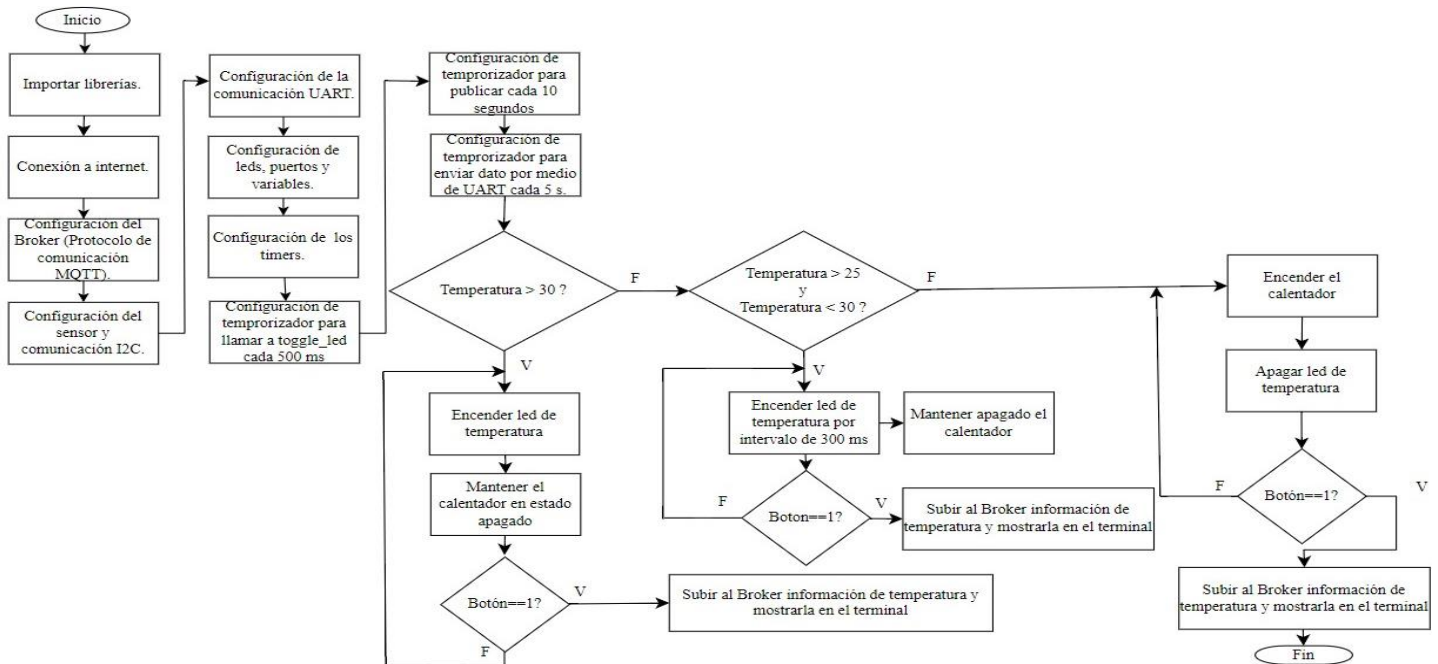 Inicio
Importar librerías.
Conexión a internet.
Configuración del
Broker (Protocolo de
comunicación
MQTT).
Configuración del
sensor y
comunicación I2C.
Configuración de la
comunicación UART.
Configuración de
leds, puertos y
variables.
Configuración de los
timers.
Configuración de
temprorizador para
llamar a toggle_led
cada 500 ms
Configuración de
temprorizador para
publicar cada 10
segundos
Configuración de
temprorizador para
enviar dato por medio
de UART cada 5 s.
Temperatura > 30 ?
F
V
Encender led de
temperatura
Mantener el
calentador en estado
apagado
Botón==1?
V
F
Subir al Broker información de temperatura y
mostrarla en el terminal
Temperatura > 25
y
Temperatura < 30 ?
F
V
Encender led de
temperatura por
intervalo de 300 ms
Mantener apagado el
calentador
Boton==1?
F
V
Subir al Broker información de
temperatura y mostrarla en el terminal
Encender el
calentador
Apagar led de
temperatura
Botón==1?
F
V
Subir al Broker información de
temperatura y mostrarla en el terminal
Fin